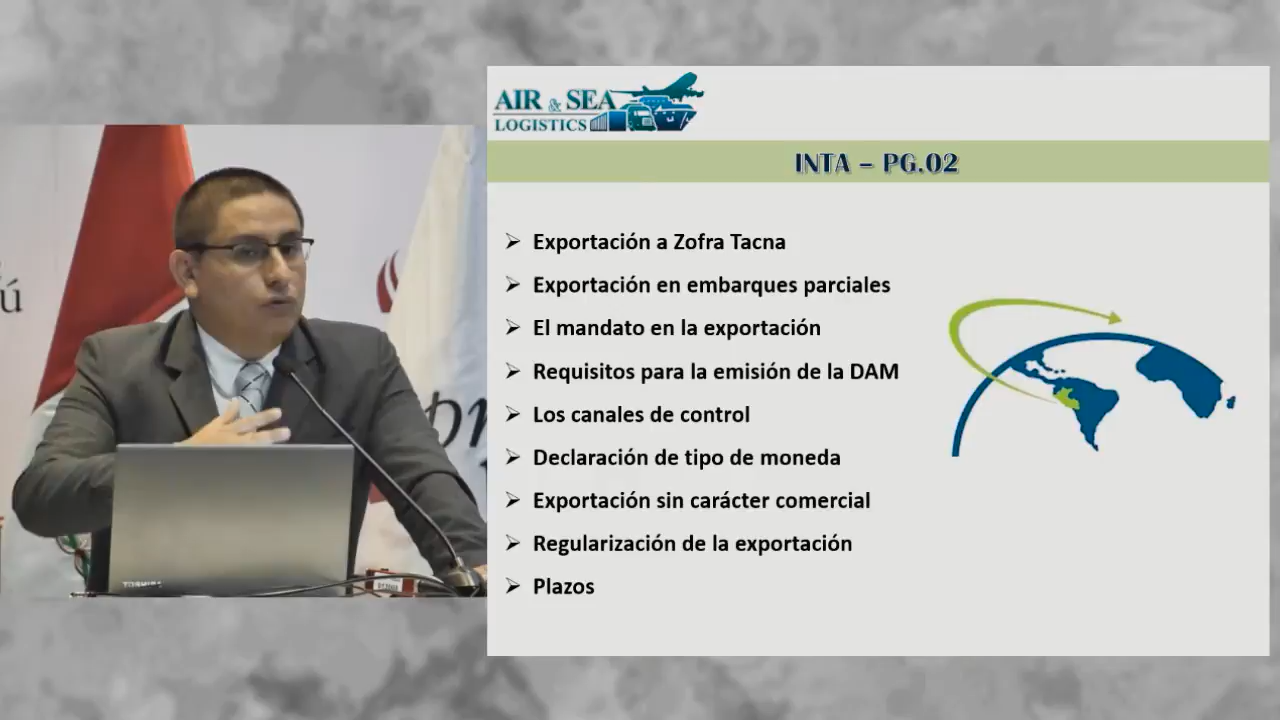 AIR & SEA
LOGISTICS
INTA – PG.02
Exportación a Zofra Tacna
Exportación en embarques parciales
El mandato en la exportación
Requisitos para la emisión de la DAM
Los canales de control
Declaración de tipo de moneda
Exportación sin carácter comercial
Regularización de la exportación
Plazos
ú
TOSHIBA